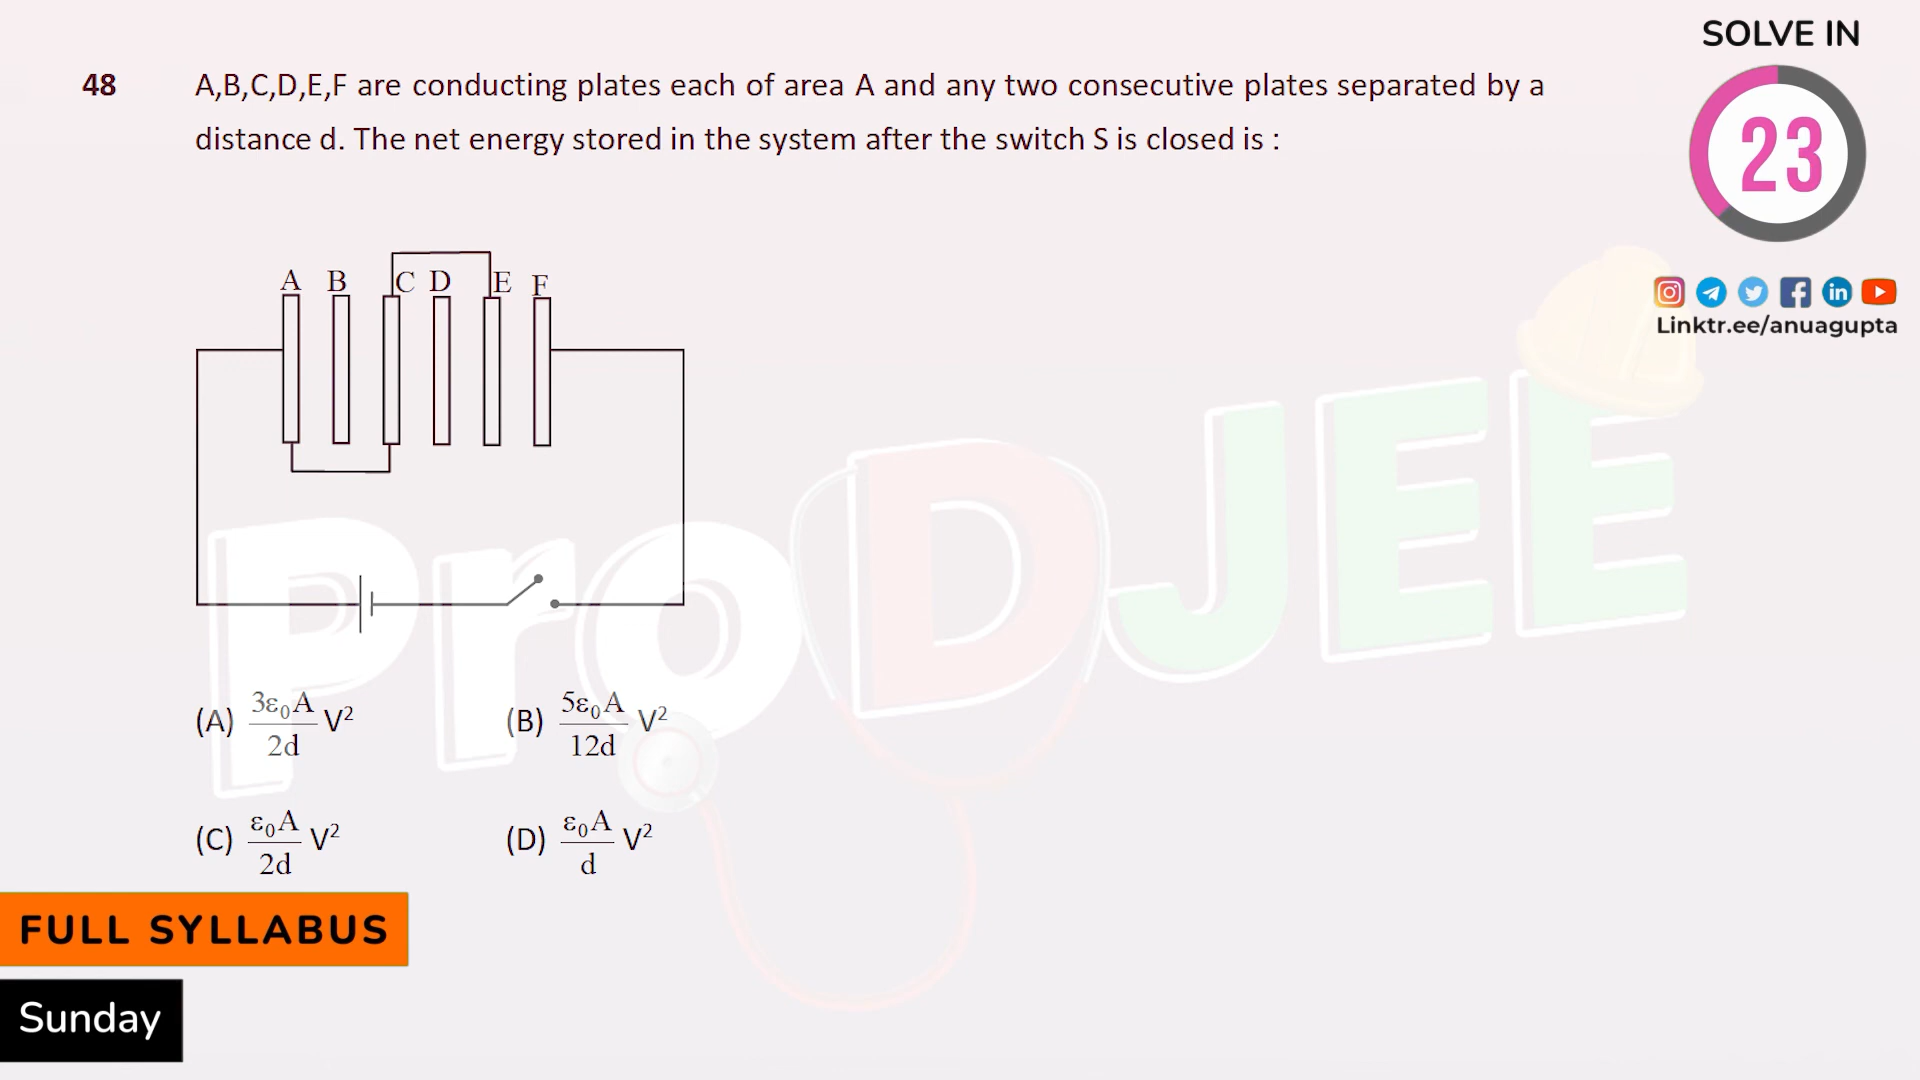 SOLVE IN
23
Linktr.ee/anuagupta
48 A,B,C,D,E,F are conducting plates each of area A and any two consecutive plates separated by a
distance d. The net energy stored in the system after the switch S is closed is :
A B C D E F
(A) 3ε₀A/2d V² (B) 5ε₀A/12d V²
(C) ε₀A/2d V² (D) ε₀A/d V²
ProDJEE
FULL SYLLABUS
Sunday